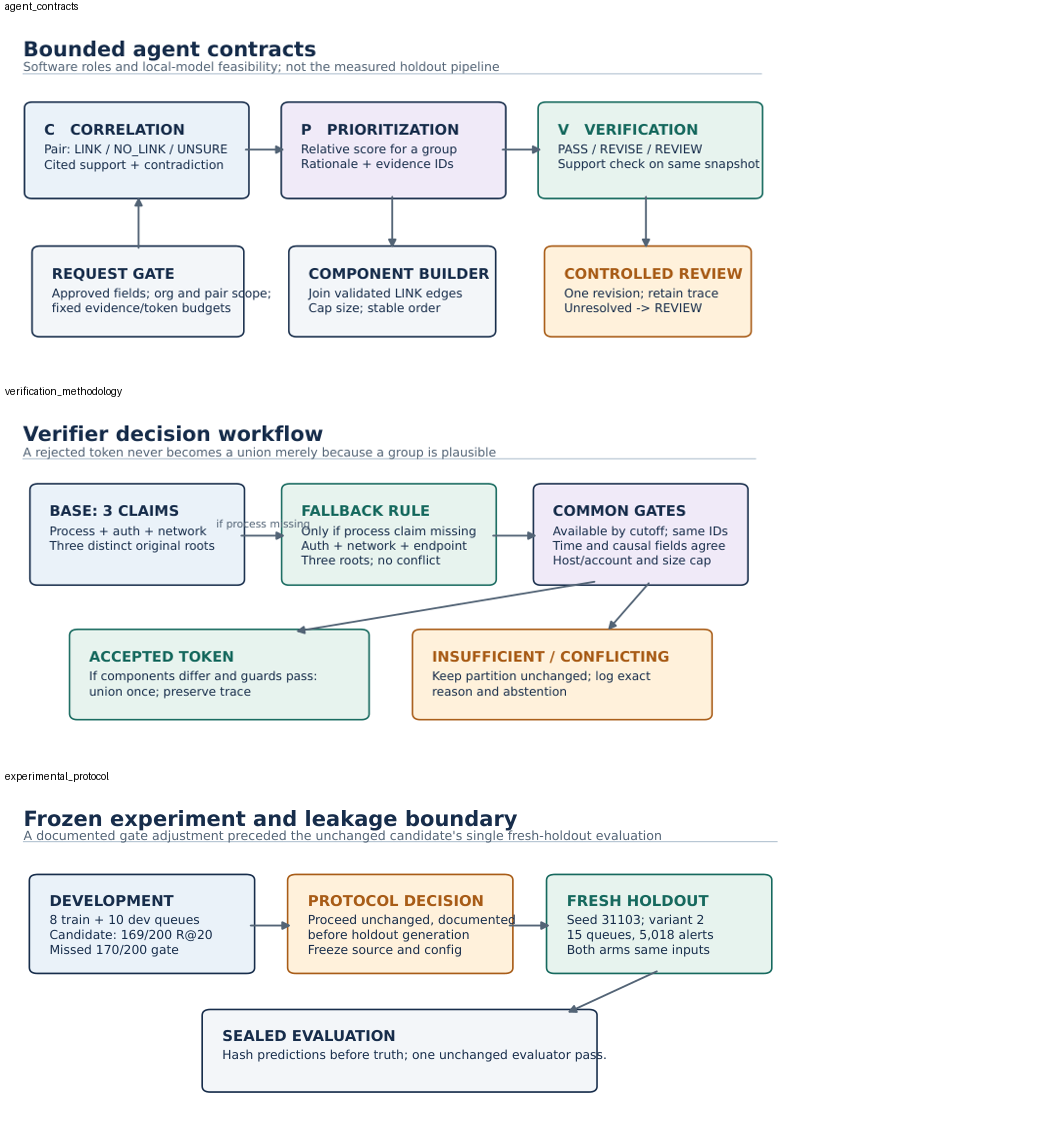 agent_contracts
Bounded agent contracts
Software roles and local-model feasibility; not the measured holdout pipeline
C CORRELATION
Pair: LINK / NO_LINK / UNSURE
Cited support + contradiction
P PRIORITIZATION
Relative score for a group
Rationale + evidence IDs
V VERIFICATION
PASS / REVISE / REVIEW
Support check on same snapshot
REQUEST GATE
Approved fields; org and pair scope;
fixed evidence/token budgets
COMPONENT BUILDER
Join validated LINK edges
Cap size; stable order
CONTROLLED REVIEW
One revision; retain trace
Unresolved -> REVIEW
verification_methodology
Verifier decision workflow
A rejected token never becomes a union merely because a group is plausible
BASE: 3 CLAIMS
Process + auth + network
Three distinct original roots
if process missing
FALLBACK RULE
Only if process claim missing
Auth + network + endpoint
Three roots; no conflict
COMMON GATES
Available by cutoff; same IDs
Time and causal fields agree
Host/account and size cap
ACCEPTED TOKEN
If components differ and guards pass:
union once; preserve trace
INSUFFICIENT / CONFLICTING
Keep partition unchanged; log exact
reason and abstention
experimental_protocol
Frozen experiment and leakage boundary
A documented gate adjustment preceded the unchanged candidate's single fresh-holdout evaluation
DEVELOPMENT
8 train + 10 dev queues
Candidate: 169/200 R@20
Missed 170/200 gate
PROTOCOL DECISION
Proceed unchanged, documented
before holdout generation
Freeze source and config
FRESH HOLDOUT
Seed 31103; variant 2
15 queues, 5,018 alerts
Both arms same inputs
SEALED EVALUATION
Hash predictions before truth; one unchanged evaluator pass.